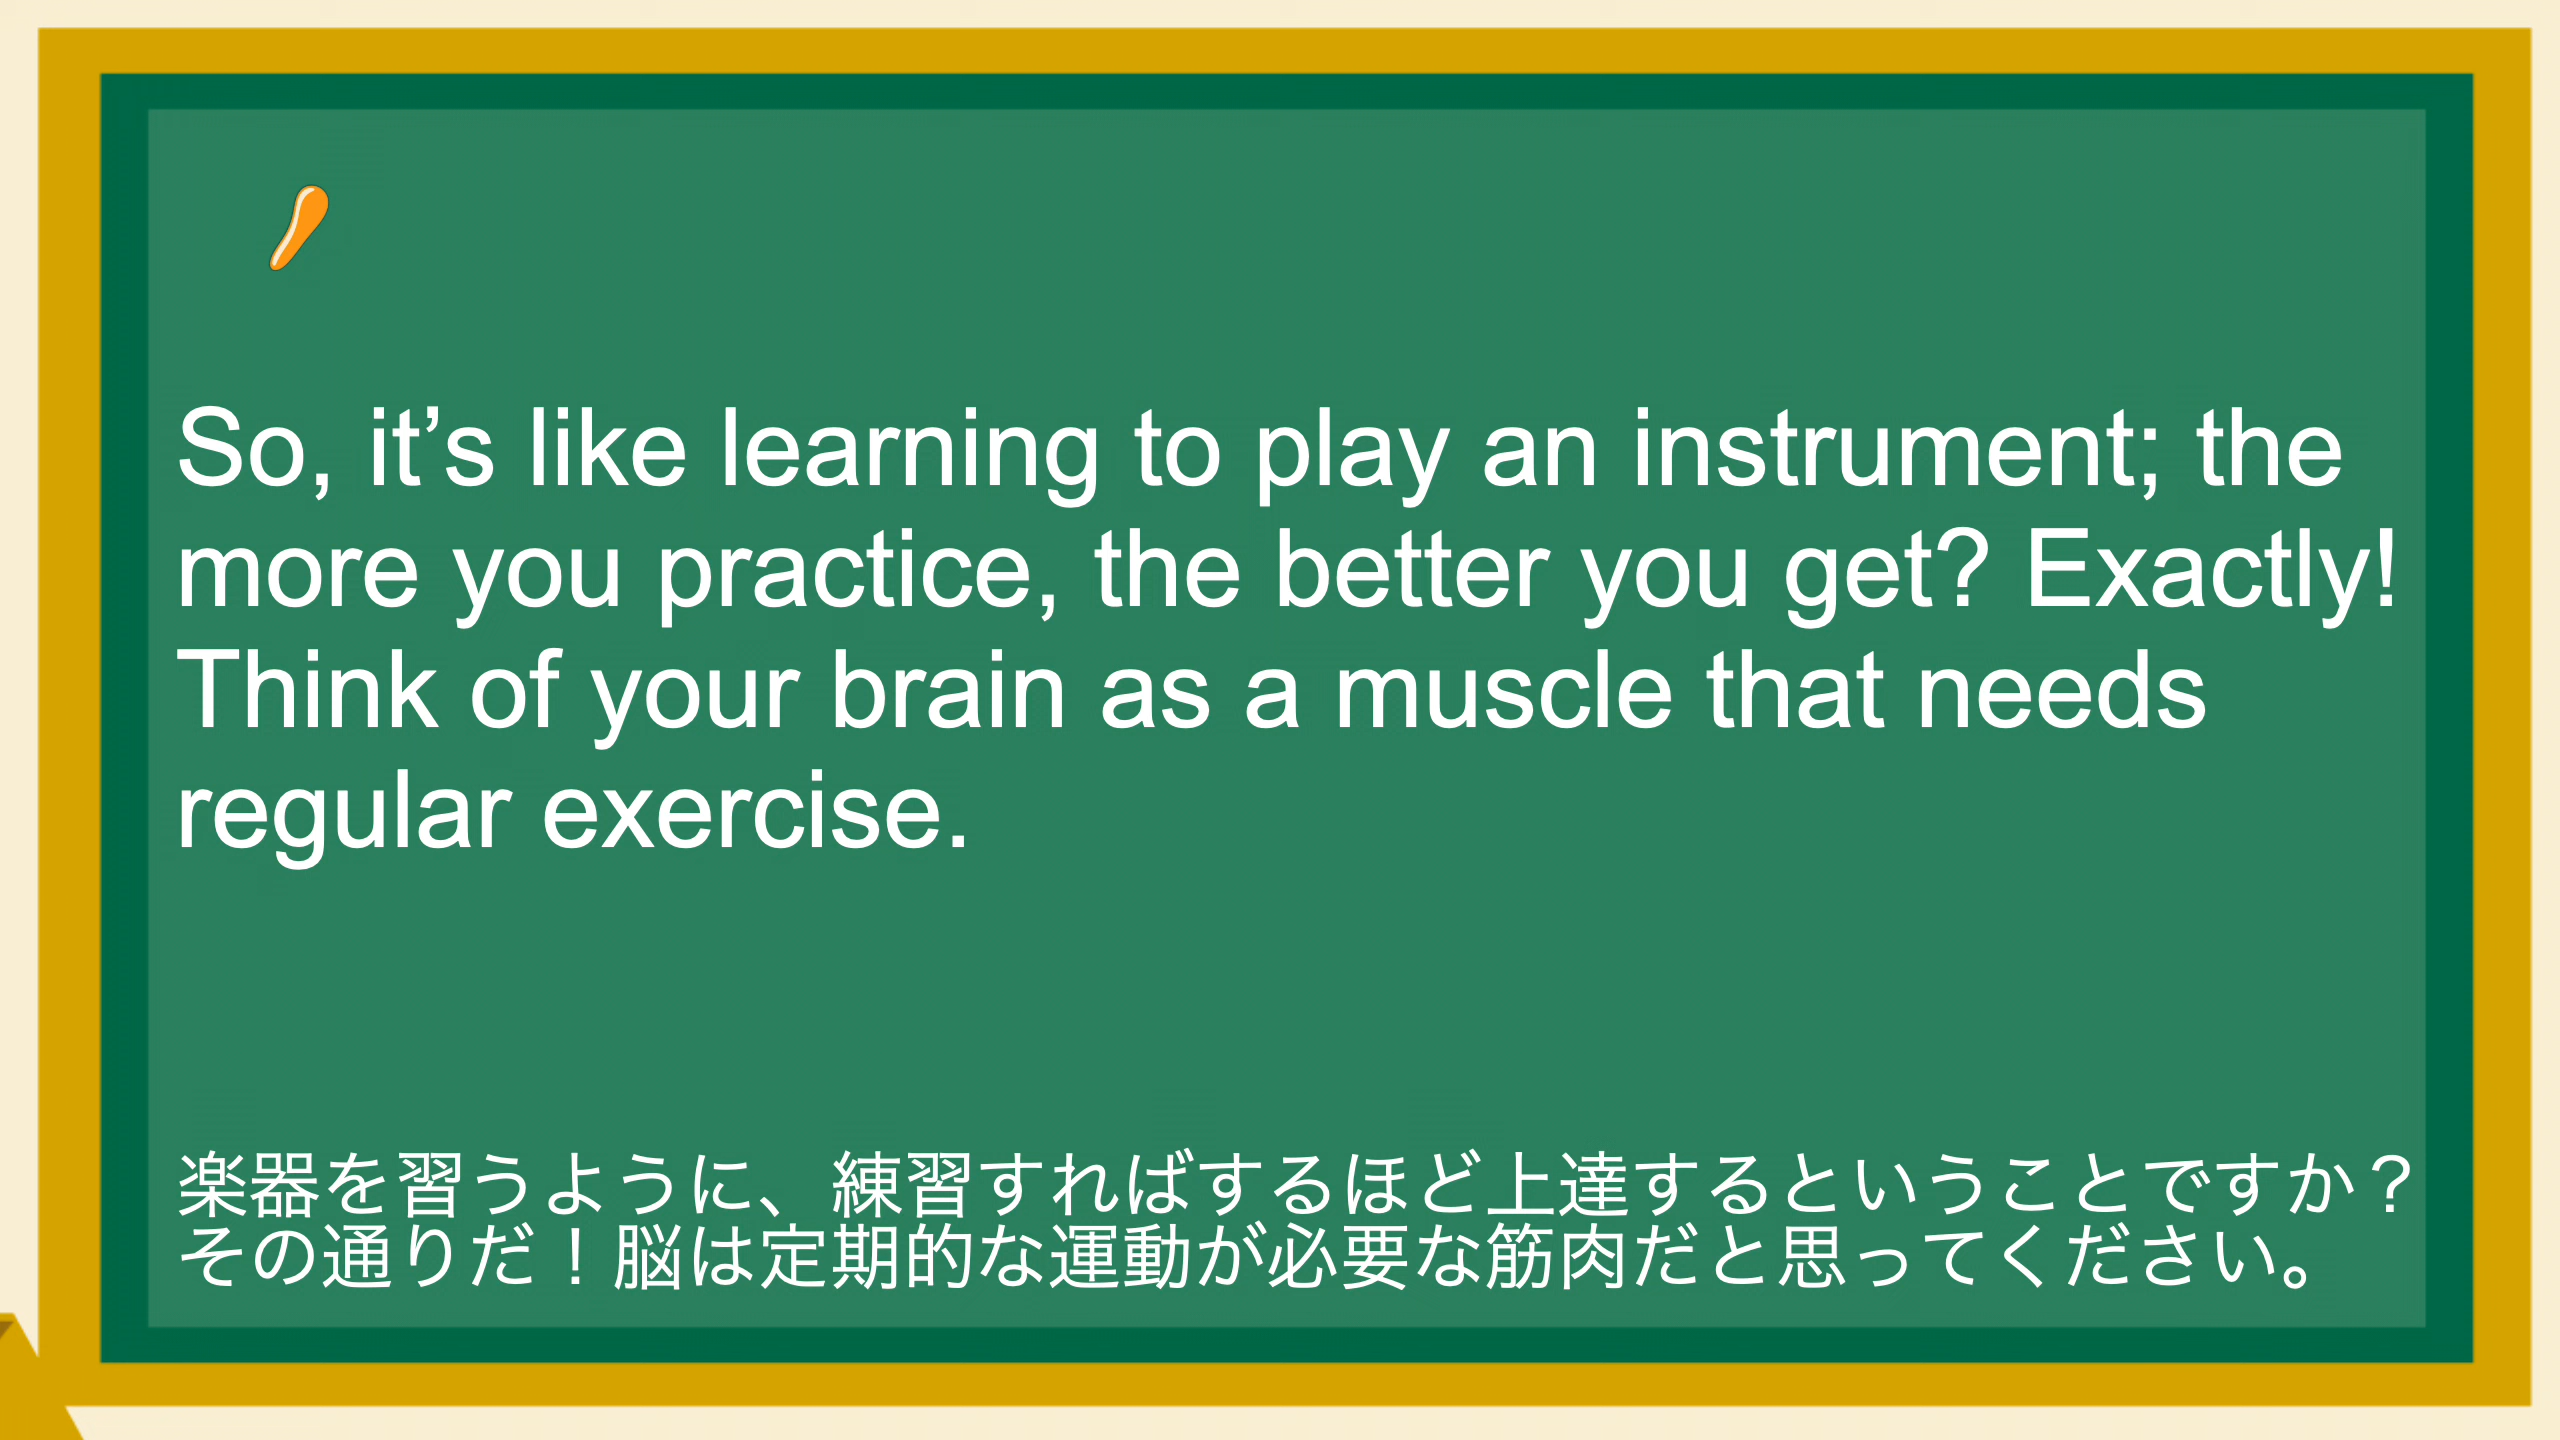 So, it’s like learning to play an instrument; the
more you practice, the better you get? Exactly!
Think of your brain as a muscle that needs
regular exercise.
楽器を習うように、練習すればするほど上達するということですか？
その通りだ！脳は定期的な運動が必要な筋肉だと思ってください。